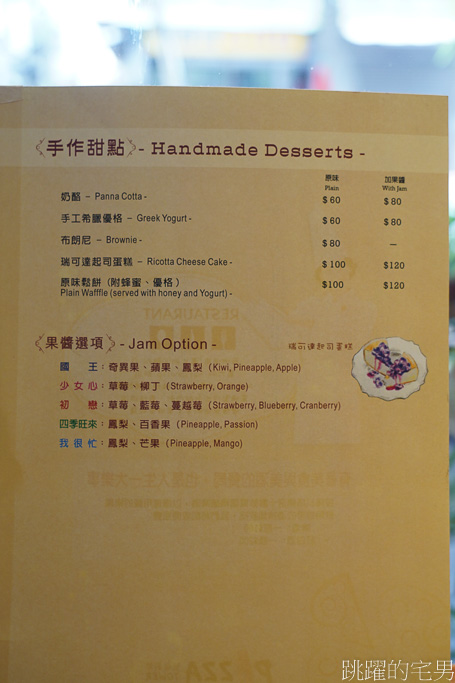 手作甜點 - Handmade Desserts -
原味 加果醬
Plain With Jam
奶酪 – Panna Cotta - $60 $80
手工希臘優格 – Greek Yogurt - $60 $80
布朗尼 – Brownie - $80 –
瑞可達起司蛋糕 – Ricotta Cheese Cake - $100 $120
原味鬆餅（附蜂蜜、優格） $100 $120
Plain Wafffle (served with honey and Yogurt) -
果醬選項 - Jam Option -
瑞可達起司蛋糕
國王：奇異果、蘋果、鳳梨（Kiwi, Pineapple, Apple)
少女心：草莓、柳丁（Strawberry, Orange)
初戀：草莓、藍莓、蔓越莓（Strawberry, Blueberry, Cranberry)
四季旺來：鳳梨、百香果（Pineapple, Passion)
我很忙：鳳梨、芒果（Pineapple, Mango)
RESTAURANT
PIZZA
跳躍的宅男